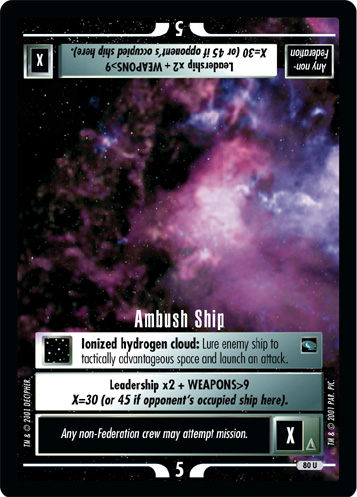 5
X
X=30 (or 45 if opponent's occupied ship here).
Leadership x2 + WEAPONS>9
Any non-
Federation
Ambush Ship
Ionized hydrogen cloud: Lure enemy ship to
tactically advantageous space and launch an attack.
Leadership x2 + WEAPONS>9
X=30 (or 45 if opponent's occupied ship here).
Any non-Federation crew may attempt mission.
X
TM & © 2001 DECIPHER.
TM & © 2001 PAR. PIC.
5
80 U